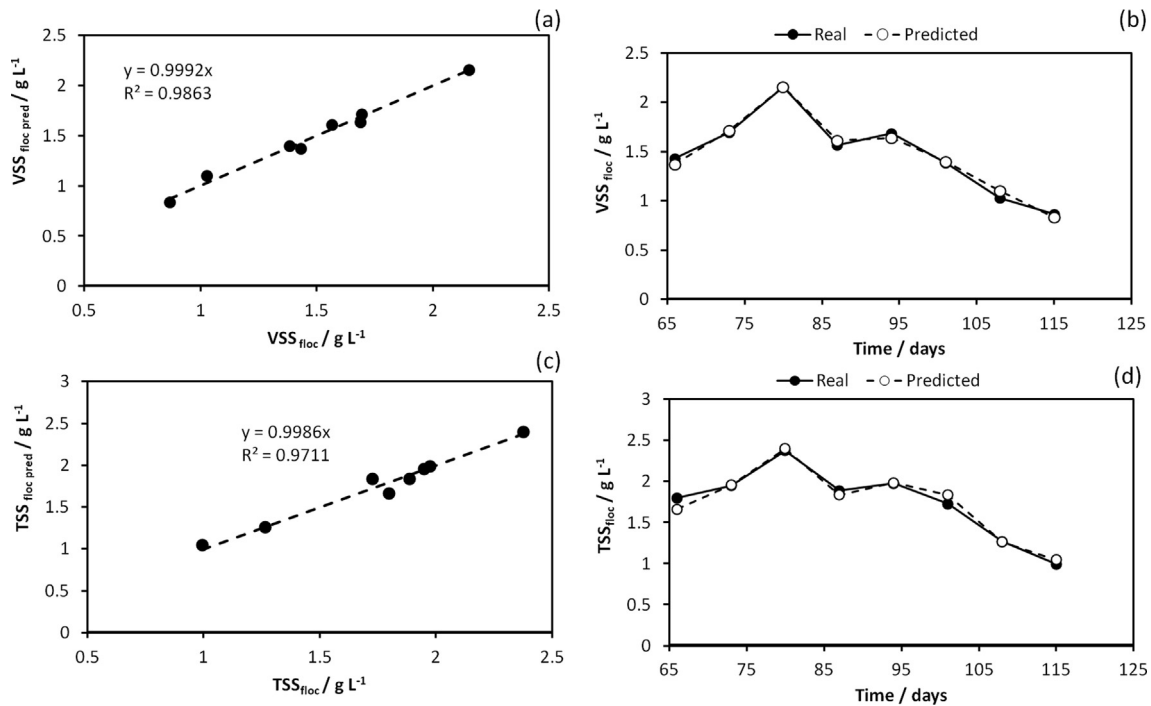 (a)
VSS floc pred / g L-1
2.5
2
1.5
1
0.5
0
y = 0.9992x
R² = 0.9863
0.5 1 1.5 2 2.5
VSS floc / g L-1
(b)
Real Predicted
VSS floc / g L-1
2.5
2
1.5
1
0.5
0
65 75 85 95 105 115 125
Time / days
(c)
TSS floc pred / g L-1
3
2.5
2
1.5
1
0.5
0
y = 0.9986x
R² = 0.9711
0.5 1 1.5 2 2.5
TSSfloc / g L-1
(d)
Real Predicted
TSSfloc / g L-1
3
2.5
2
1.5
1
0.5
0
65 75 85 95 105 115 125
Time / days